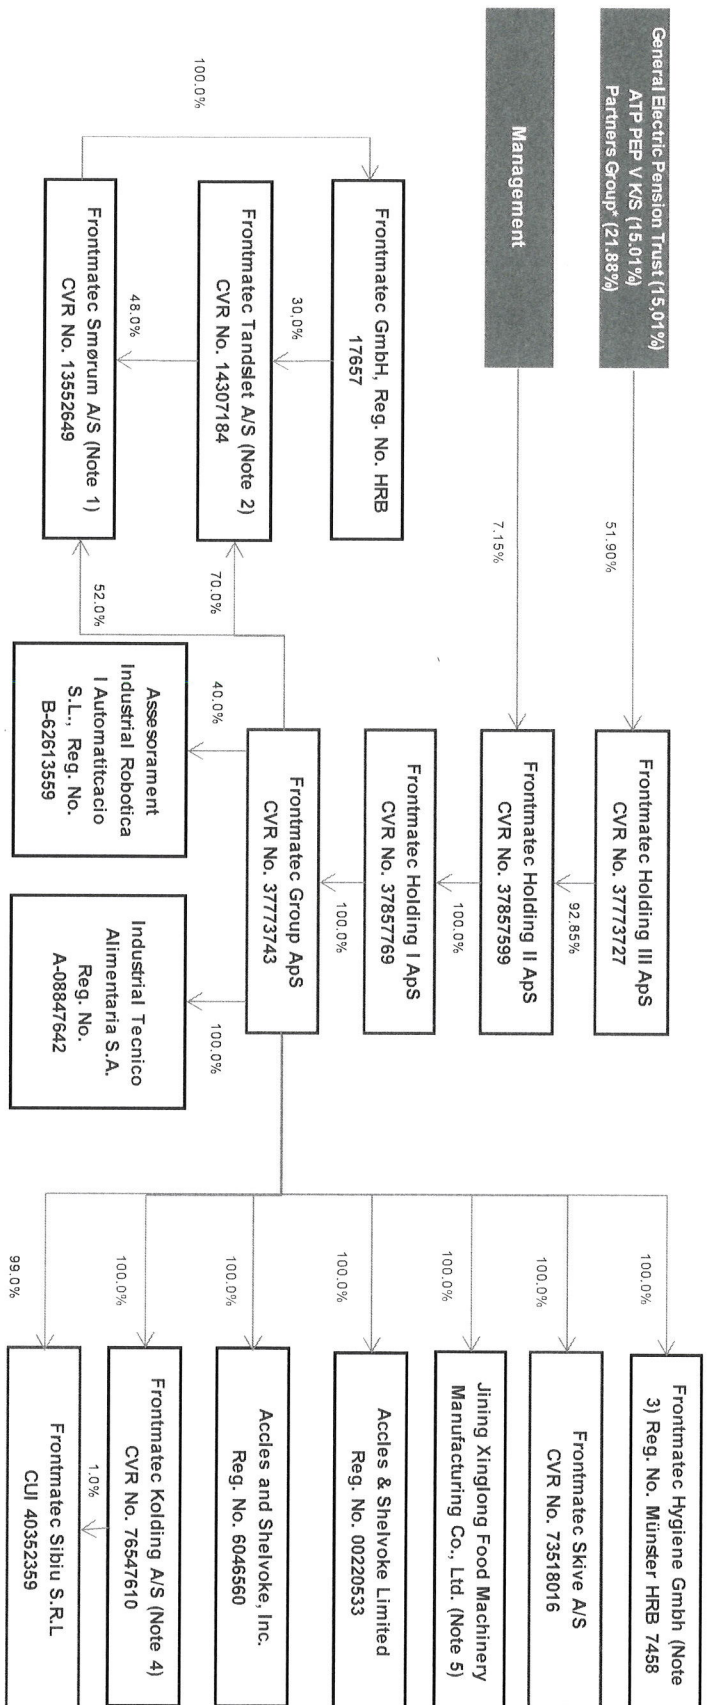 General Electric Pension Trust (15,01%)
ATP PEP V K/S (15.01%)
Partners Group* (21.88%)
51.90%
Frontmatec Holding III ApS
CVR No. 37773727
92.85%
Management
7.15%
Frontmatec Holding II ApS
CVR No. 37857599
100.0%
Frontmatec Holding I ApS
CVR No. 37857769
100.0%
Frontmatec Group ApS
CVR No. 37773743
100.0%
Frontmatec GmbH, Reg. No. HRB
17657
30,0%
Frontmatec Tandslet A/S (Note 2)
CVR No. 14307184
70.0%
48.0%
Frontmatec Smørum A/S (Note 1)
CVR No. 13552649
52.0%
40.0%
Assesorament
Industrial Robotica
I Automatitcacio
S.L., Reg. No.
B-62613559
100.0%
Industrial Tecnico
Alimentaria S.A.
Reg. No.
A-08847642
100.0%
Frontmatec Hygiene Gmbh (Note
3) Reg. No. Münster HRB 7458
100.0%
Frontmatec Skive A/S
CVR No. 73518016
100.0%
Jining Xinglong Food Machinery
Manufacturing Co., Ltd. (Note 5)
100.0%
Accles & Shelvoke Limited
Reg. No. 00220533
100.0%
Accles and Shelvoke, Inc.
Reg. No. 6046560
100.0%
Frontmatec Kolding A/S (Note 4)
CVR No. 76547610
1.0%
99.0%
Frontmatec Sibiu S.R.L
CUI 40352359